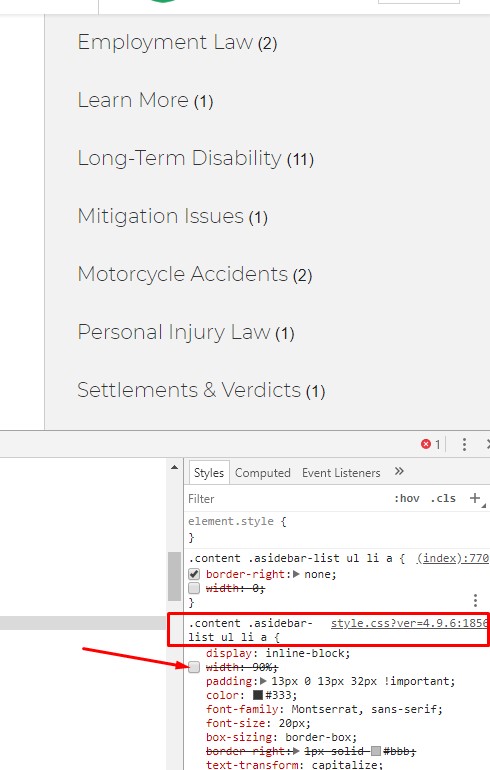 Employment Law (2)
Learn More (1)
Long-Term Disability (11)
Mitigation Issues (1)
Motorcycle Accidents (2)
Personal Injury Law (1)
Settlements & Verdicts (1)
1
Styles Computed Event Listeners »
Filter :hov .cls +
element.style {
}
.content .asidebar-list ul li a { (index):770
border-right: none;
width: 0;
}
.content .asidebar- style.css?ver=4.9.6:1856
list ul li a {
display: inline-block;
width: 90%;
padding: 13px 0 13px 32px !important;
color: #333;
font-family: Montserrat, sans-serif;
font-size: 20px;
box-sizing: border-box;
border-right: 1px solid #bbb;
text-transform: capitalize;